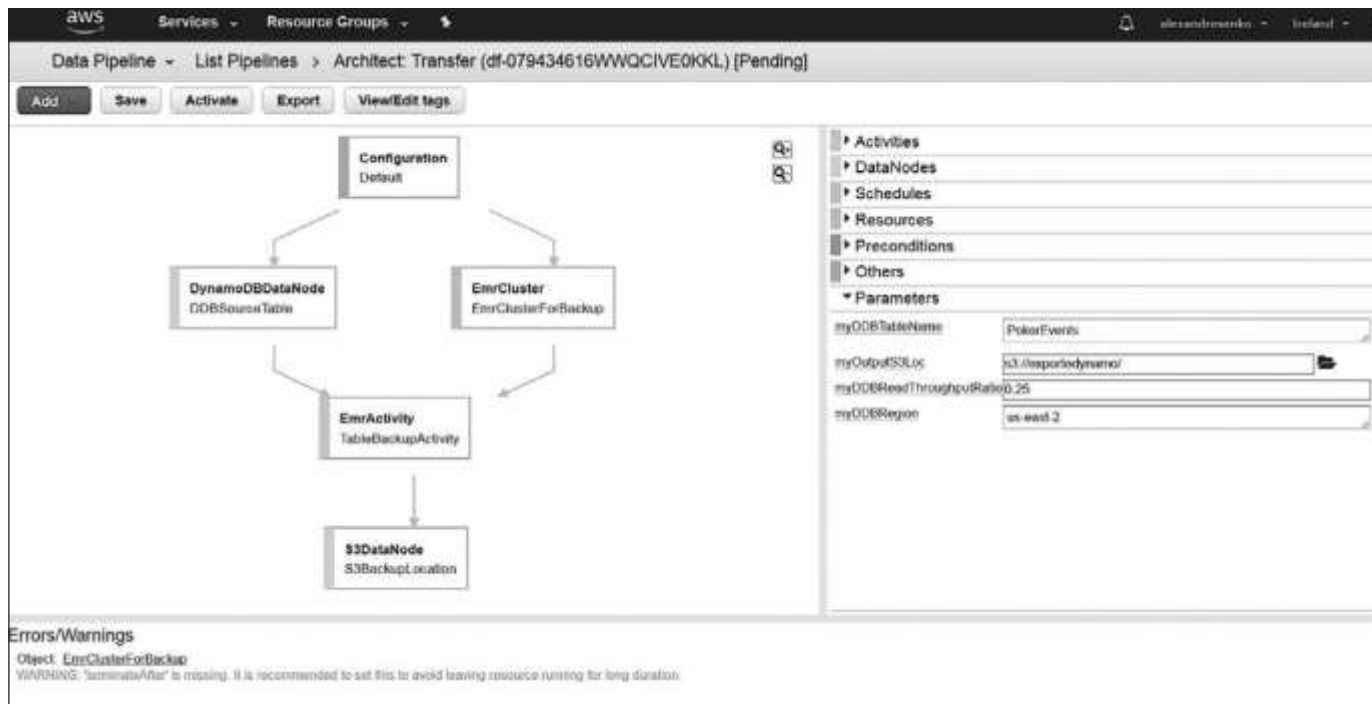 aws Services Resource Groups alexandresenko Ireland
Data Pipeline List Pipelines > Architect: Transfer (df-079434616WWQCIVE0KKL) [Pending]
Add Save Activate Export View/Edit tags
Configuration
Default
DynamoDBDataNode
DDBSourceTable
EmrCluster
EmrClusterForBackup
EmrActivity
TableBackupActivity
S3DataNode
S3BackupLocation
Activities
DataNodes
Schedules
Resources
Preconditions
Others
Parameters
myDDBTableName PokerEvents
myOutputS3Loc s3://exportedynamo/
myDDBReadThroughputRatio 0.25
myDDBRegion us-east-2
Errors/Warnings
Object: EmrClusterForBackup
WARNING: 'terminateAfter' is missing. It is recommended to set this to avoid leaving resource running for long duration.